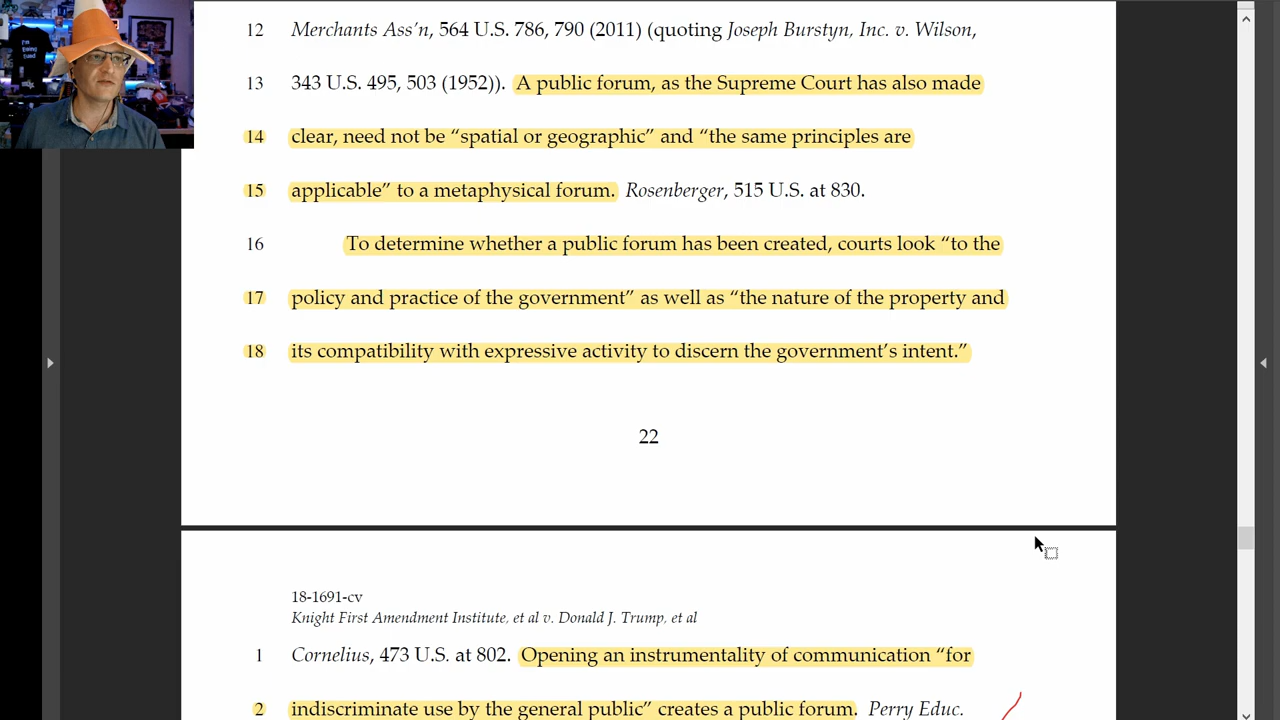 12 Merchants Ass’n, 564 U.S. 786, 790 (2011) (quoting Joseph Burstyn, Inc. v. Wilson,
13 343 U.S. 495, 503 (1952)). A public forum, as the Supreme Court has also made
14 clear, need not be “spatial or geographic” and “the same principles are
15 applicable” to a metaphysical forum. Rosenberger, 515 U.S. at 830.
16 To determine whether a public forum has been created, courts look “to the
17 policy and practice of the government” as well as “the nature of the property and
18 its compatibility with expressive activity to discern the government’s intent.”
22
18-1691-cv
Knight First Amendment Institute, et al v. Donald J. Trump, et al
1 Cornelius, 473 U.S. at 802. Opening an instrumentality of communication “for
2 indiscriminate use by the general public” creates a public forum. Perry Educ.